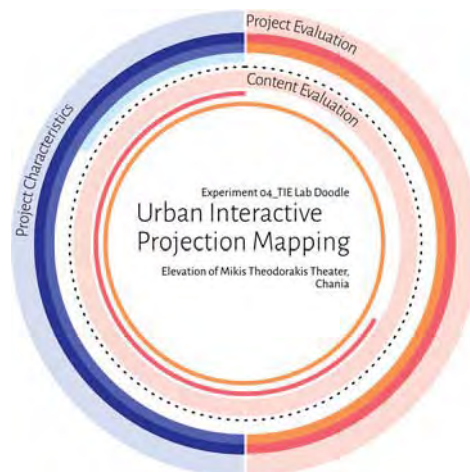 Project Evaluation
Content Evaluation
Project Characteristics
Experiment 04_TIE Lab Doodle
Urban Interactive
Projection Mapping
Elevation of Mikis Theodorakis Theater,
Chania